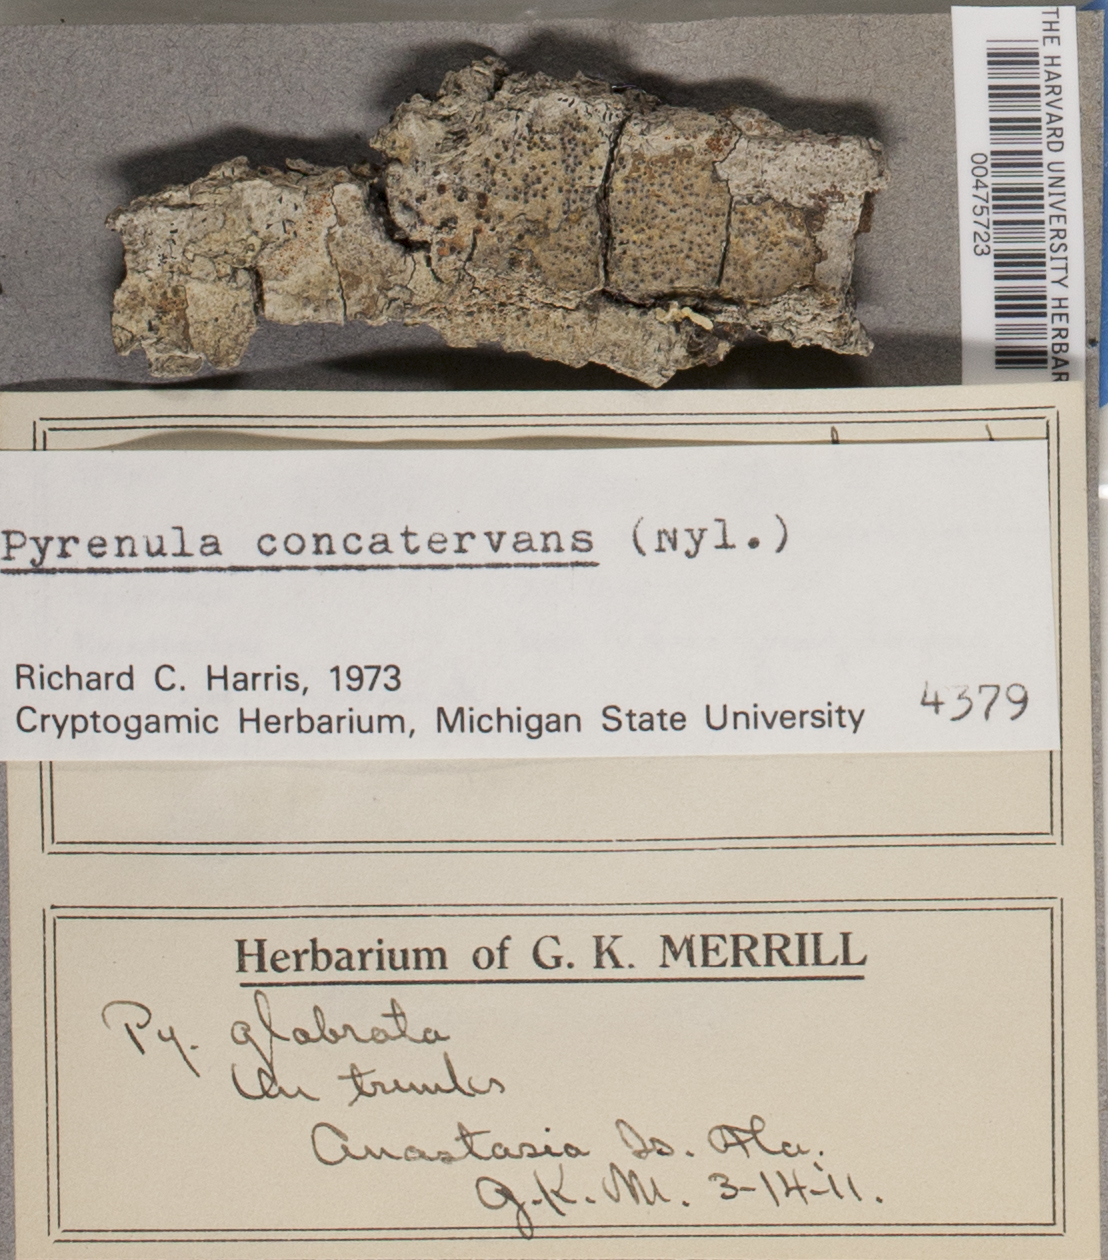 THE HARVARD UNIVERSITY HERBAR
00475723
Pyrenula concatervans (Nyl.)
Richard C. Harris, 1973
Cryptogamic Herbarium, Michigan State University
4379
Herbarium of G. K. MERRILL
Py. glabrata
On trunks
Anastasia Is. Fla.
G.K.M. 3-14-11.